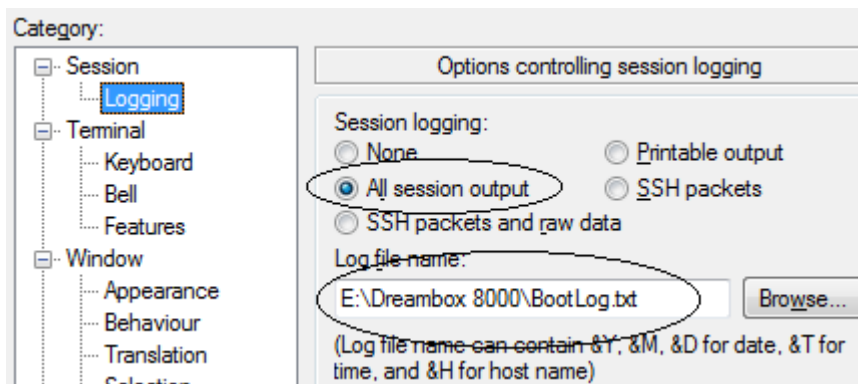 Category:
Session
Logging
Terminal
Keyboard
Bell
Features
Window
Appearance
Behaviour
Translation
Selection
Options controlling session logging
Session logging:
None
Printable output
All session output
SSH packets
SSH packets and raw data
Log file name:
E:\Dreambox 8000\BootLog.txt
Browse...
(Log file name can contain &Y, &M, &D for date, &T for
time, and &H for host name)